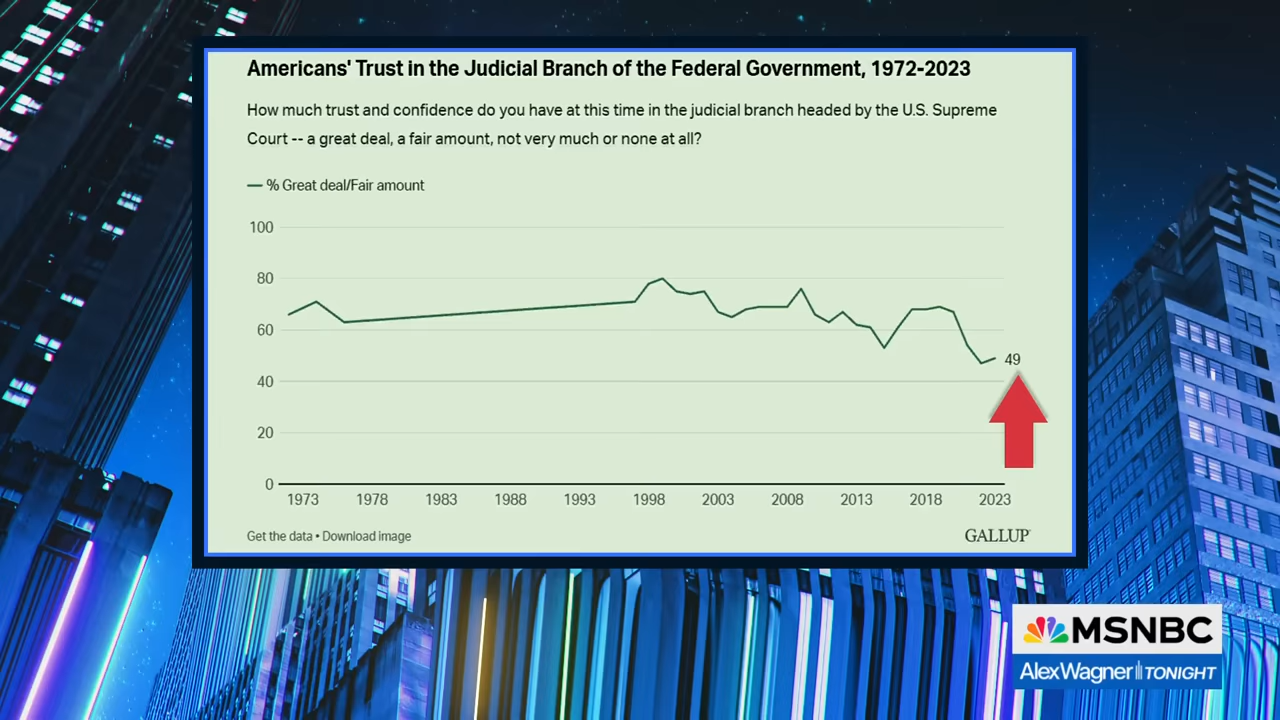 Americans' Trust in the Judicial Branch of the Federal Government, 1972-2023
How much trust and confidence do you have at this time in the judicial branch headed by the U.S. Supreme
Court -- a great deal, a fair amount, not very much or none at all?
% Great deal/Fair amount
100
80
60
49
40
20
0
1973 1978 1983 1988 1993 1998 2003 2008 2013 2018 2023
Get the data • Download image
GALLUP
MSNBC
AlexWagner TONIGHT